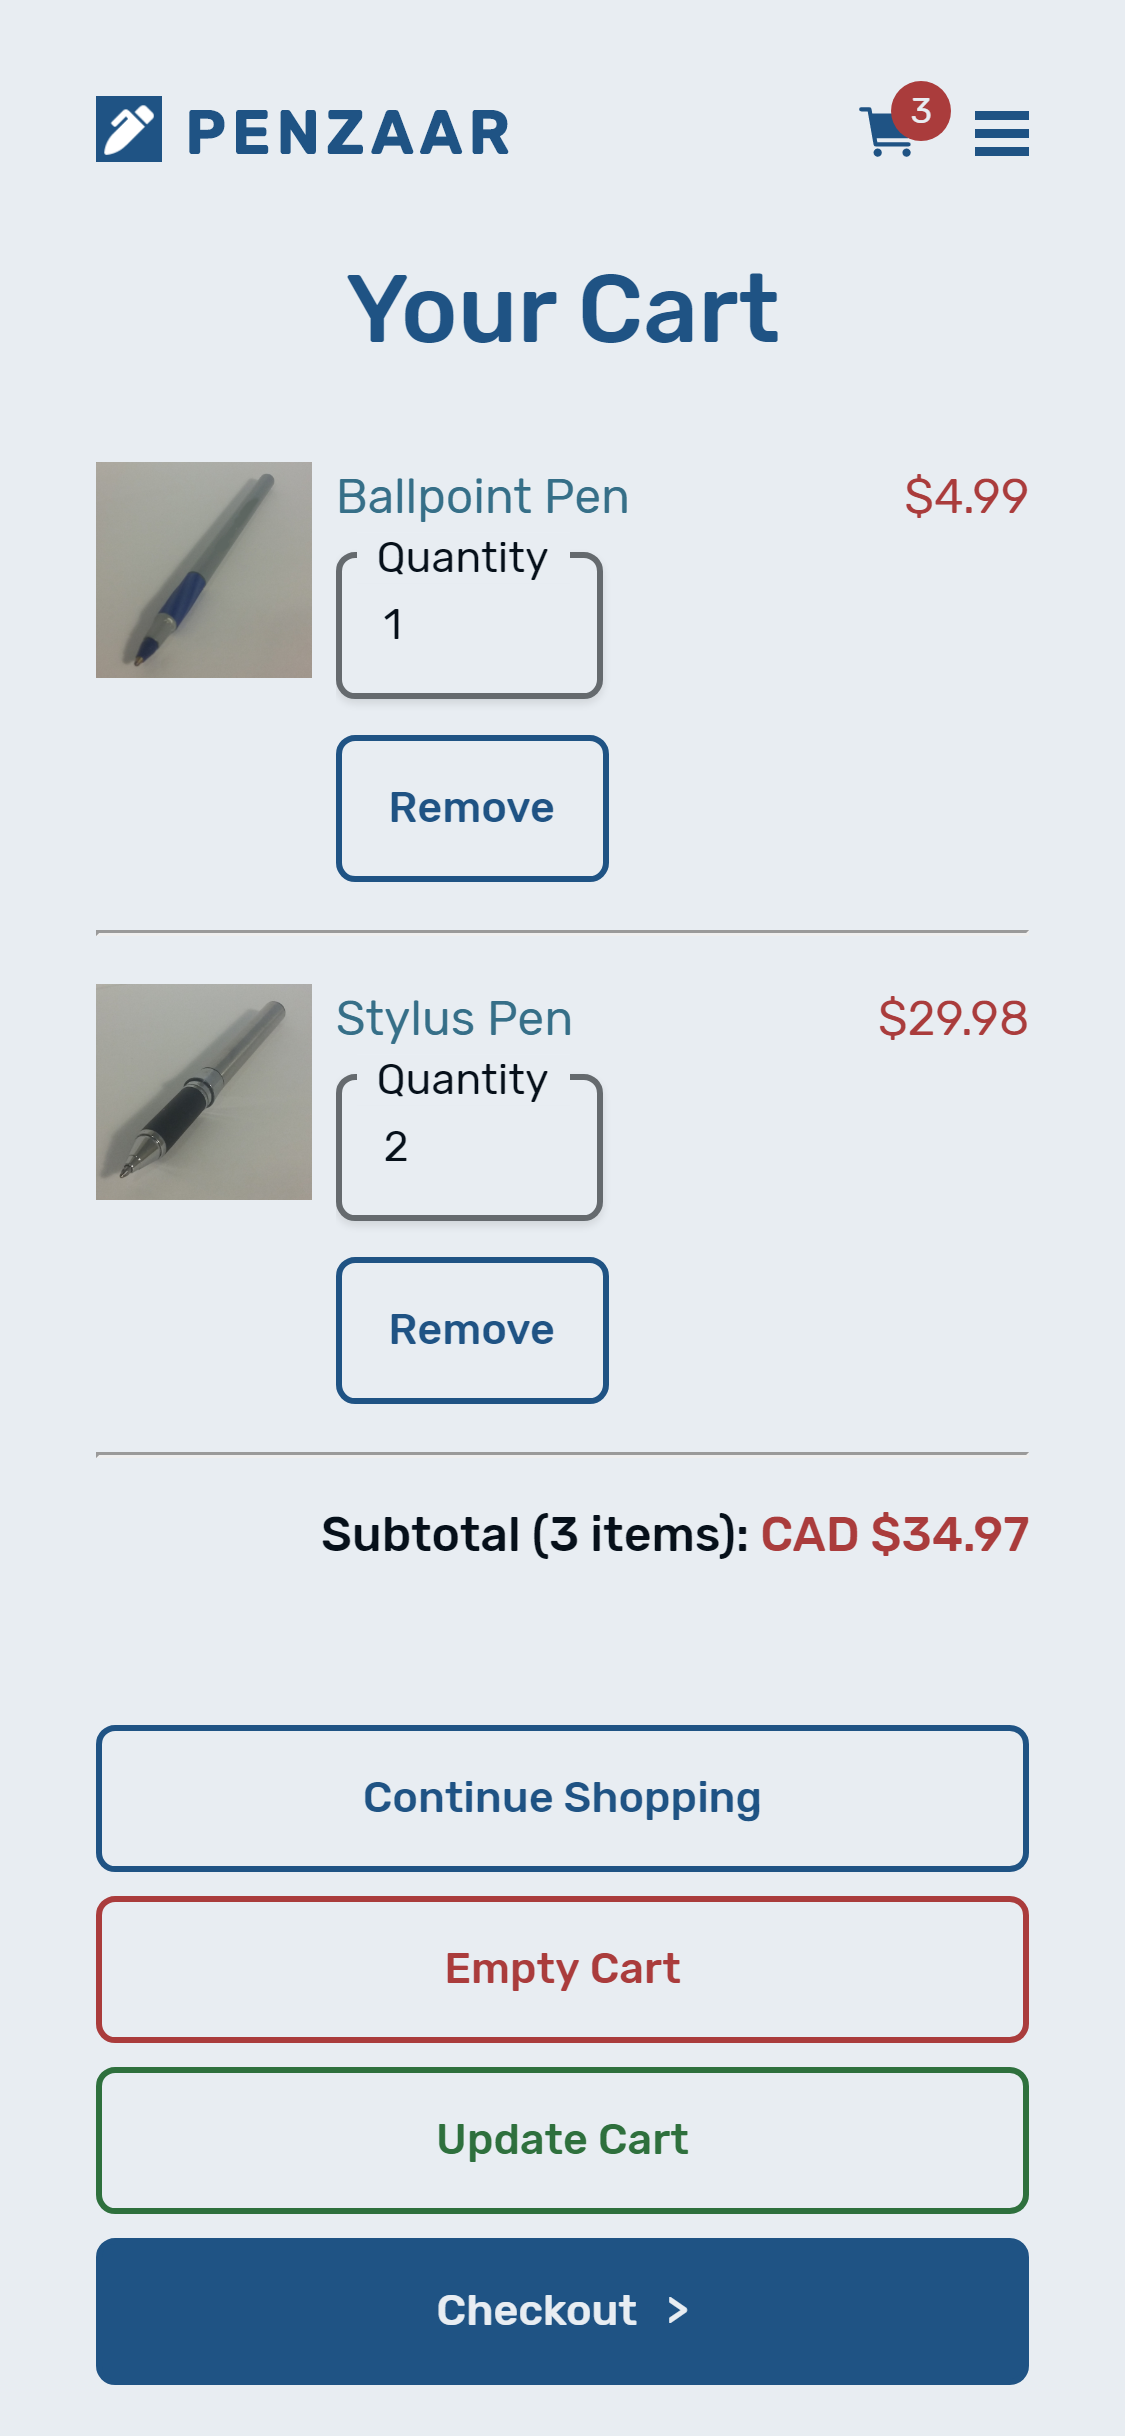 PENZAAR
3
Your Cart
Ballpoint Pen
$4.99
Quantity
1
Remove
Stylus Pen
$29.98
Quantity
2
Remove
Subtotal (3 items): CAD $34.97
Continue Shopping
Empty Cart
Update Cart
Checkout >